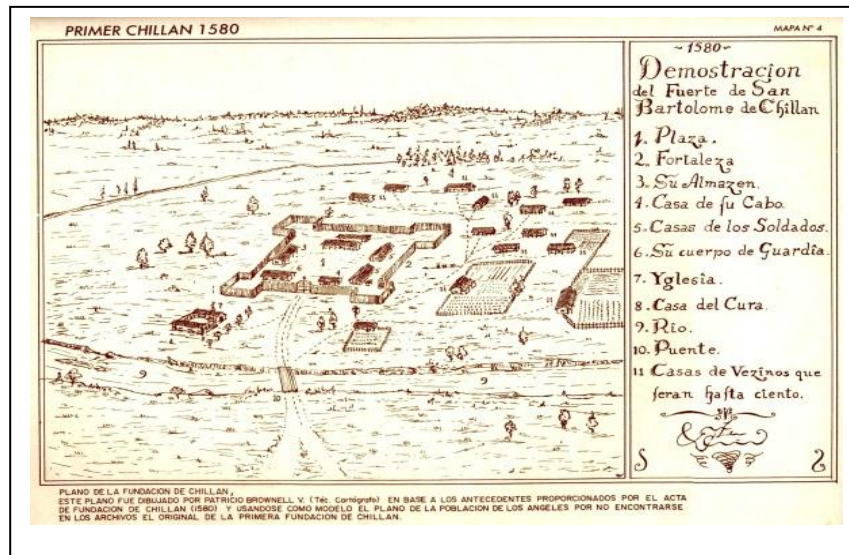 PRIMER CHILLAN 1580
MAPA N° 4
~1580~
Demostracion
del Fuerte de San
Bartolome de Chillan
1. Plaza.
2. Fortaleza
3. Su Almazen.
4. Casa de su Cabo.
5. Casas de los Soldados.
6. Su cuerpo de Guardia.
7. Yglesia.
8. Casa del Cura.
9. Rio.
10. Puente.
11 Casas de Vezinos que
seran hasta ciento.
9
9
10
PLANO DE LA FUNDACION DE CHILLAN,
ESTE PLANO FUE DIBUJADO POR PATRICIO BROWNELL V. (Téc. Cartógrafo) EN BASE A LOS ANTECEDENTES PROPORCIONADOS POR EL ACTA
DE FUNDACION DE CHILLAN (1580) Y USANDOSE COMO MODELO EL PLANO DE LA POBLACION DE LOS ANGELES POR NO ENCONTRARSE
EN LOS ARCHIVOS EL ORIGINAL DE LA PRIMERA FUNDACION DE CHILLAN.